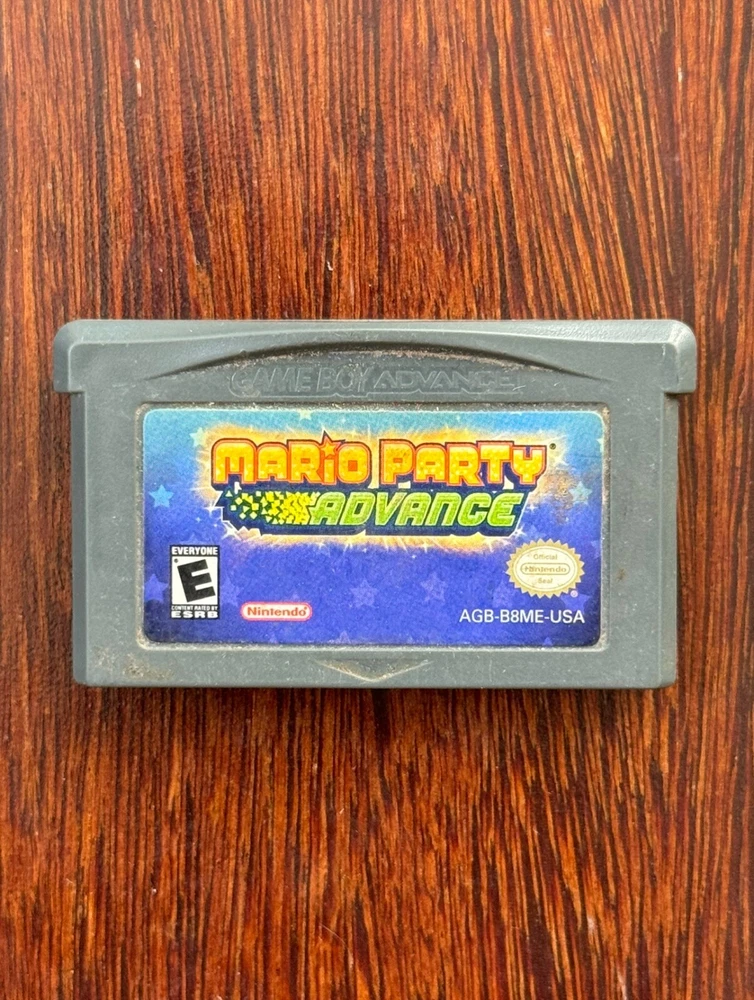 GAME BOY ADVANCE
MARIO PARTY
ADVANCE
EVERYONE
E
CONTENT RATED BY
ESRB
Nintendo®
Official
Nintendo
Seal
®
AGB-B8ME-USA